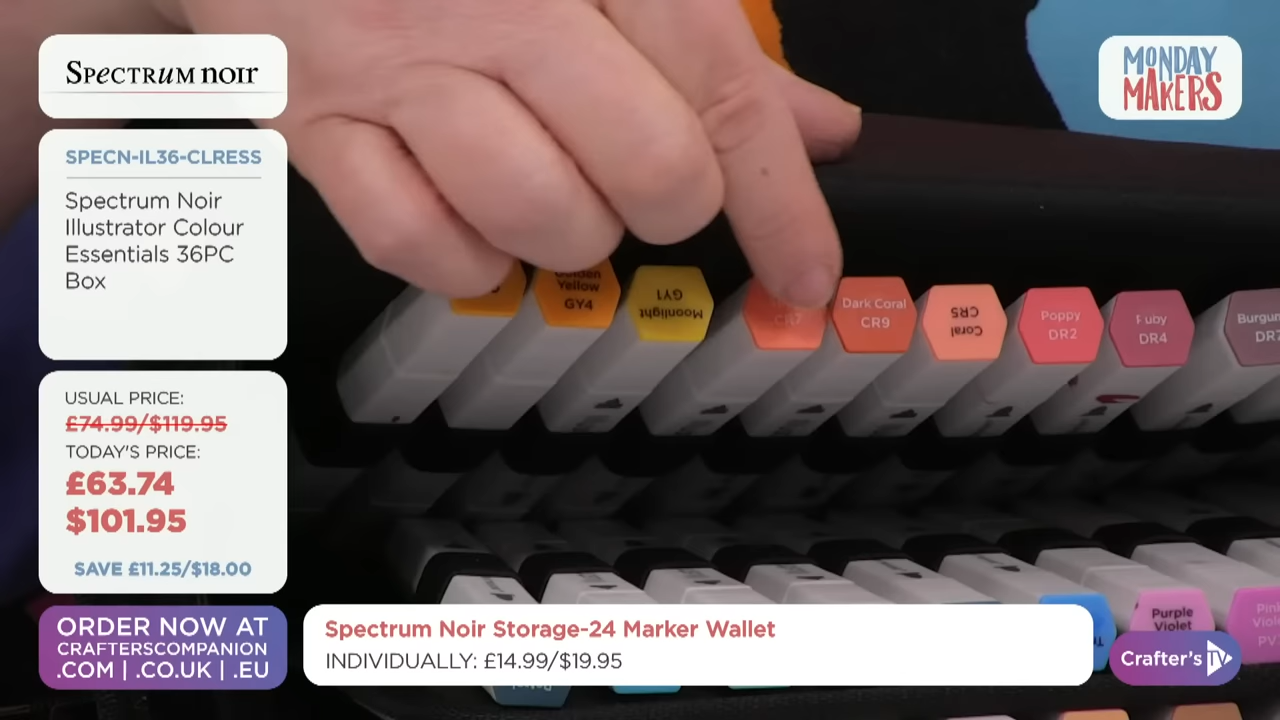 SPECTRUM NOIR
SPECN-IL36-CLRESS
Spectrum Noir
Illustrator Colour
Essentials 36PC
Box
USUAL PRICE:
£74.99/$119.95
TODAY'S PRICE:
£63.74
$101.95
SAVE £11.25/$18.00
ORDER NOW AT
CRAFTERSCOMPANION
.COM | .CO.UK | .EU
MONDAY
MAKERS
Yellow
GY4
Moonlight
GY1
CR7
Dark Coral
CR9
Coral
CR5
Poppy
DR2
DR4
Purple
Violet
Spectrum Noir Storage-24 Marker Wallet
INDIVIDUALLY: £14.99/$19.95
Crafter's TV